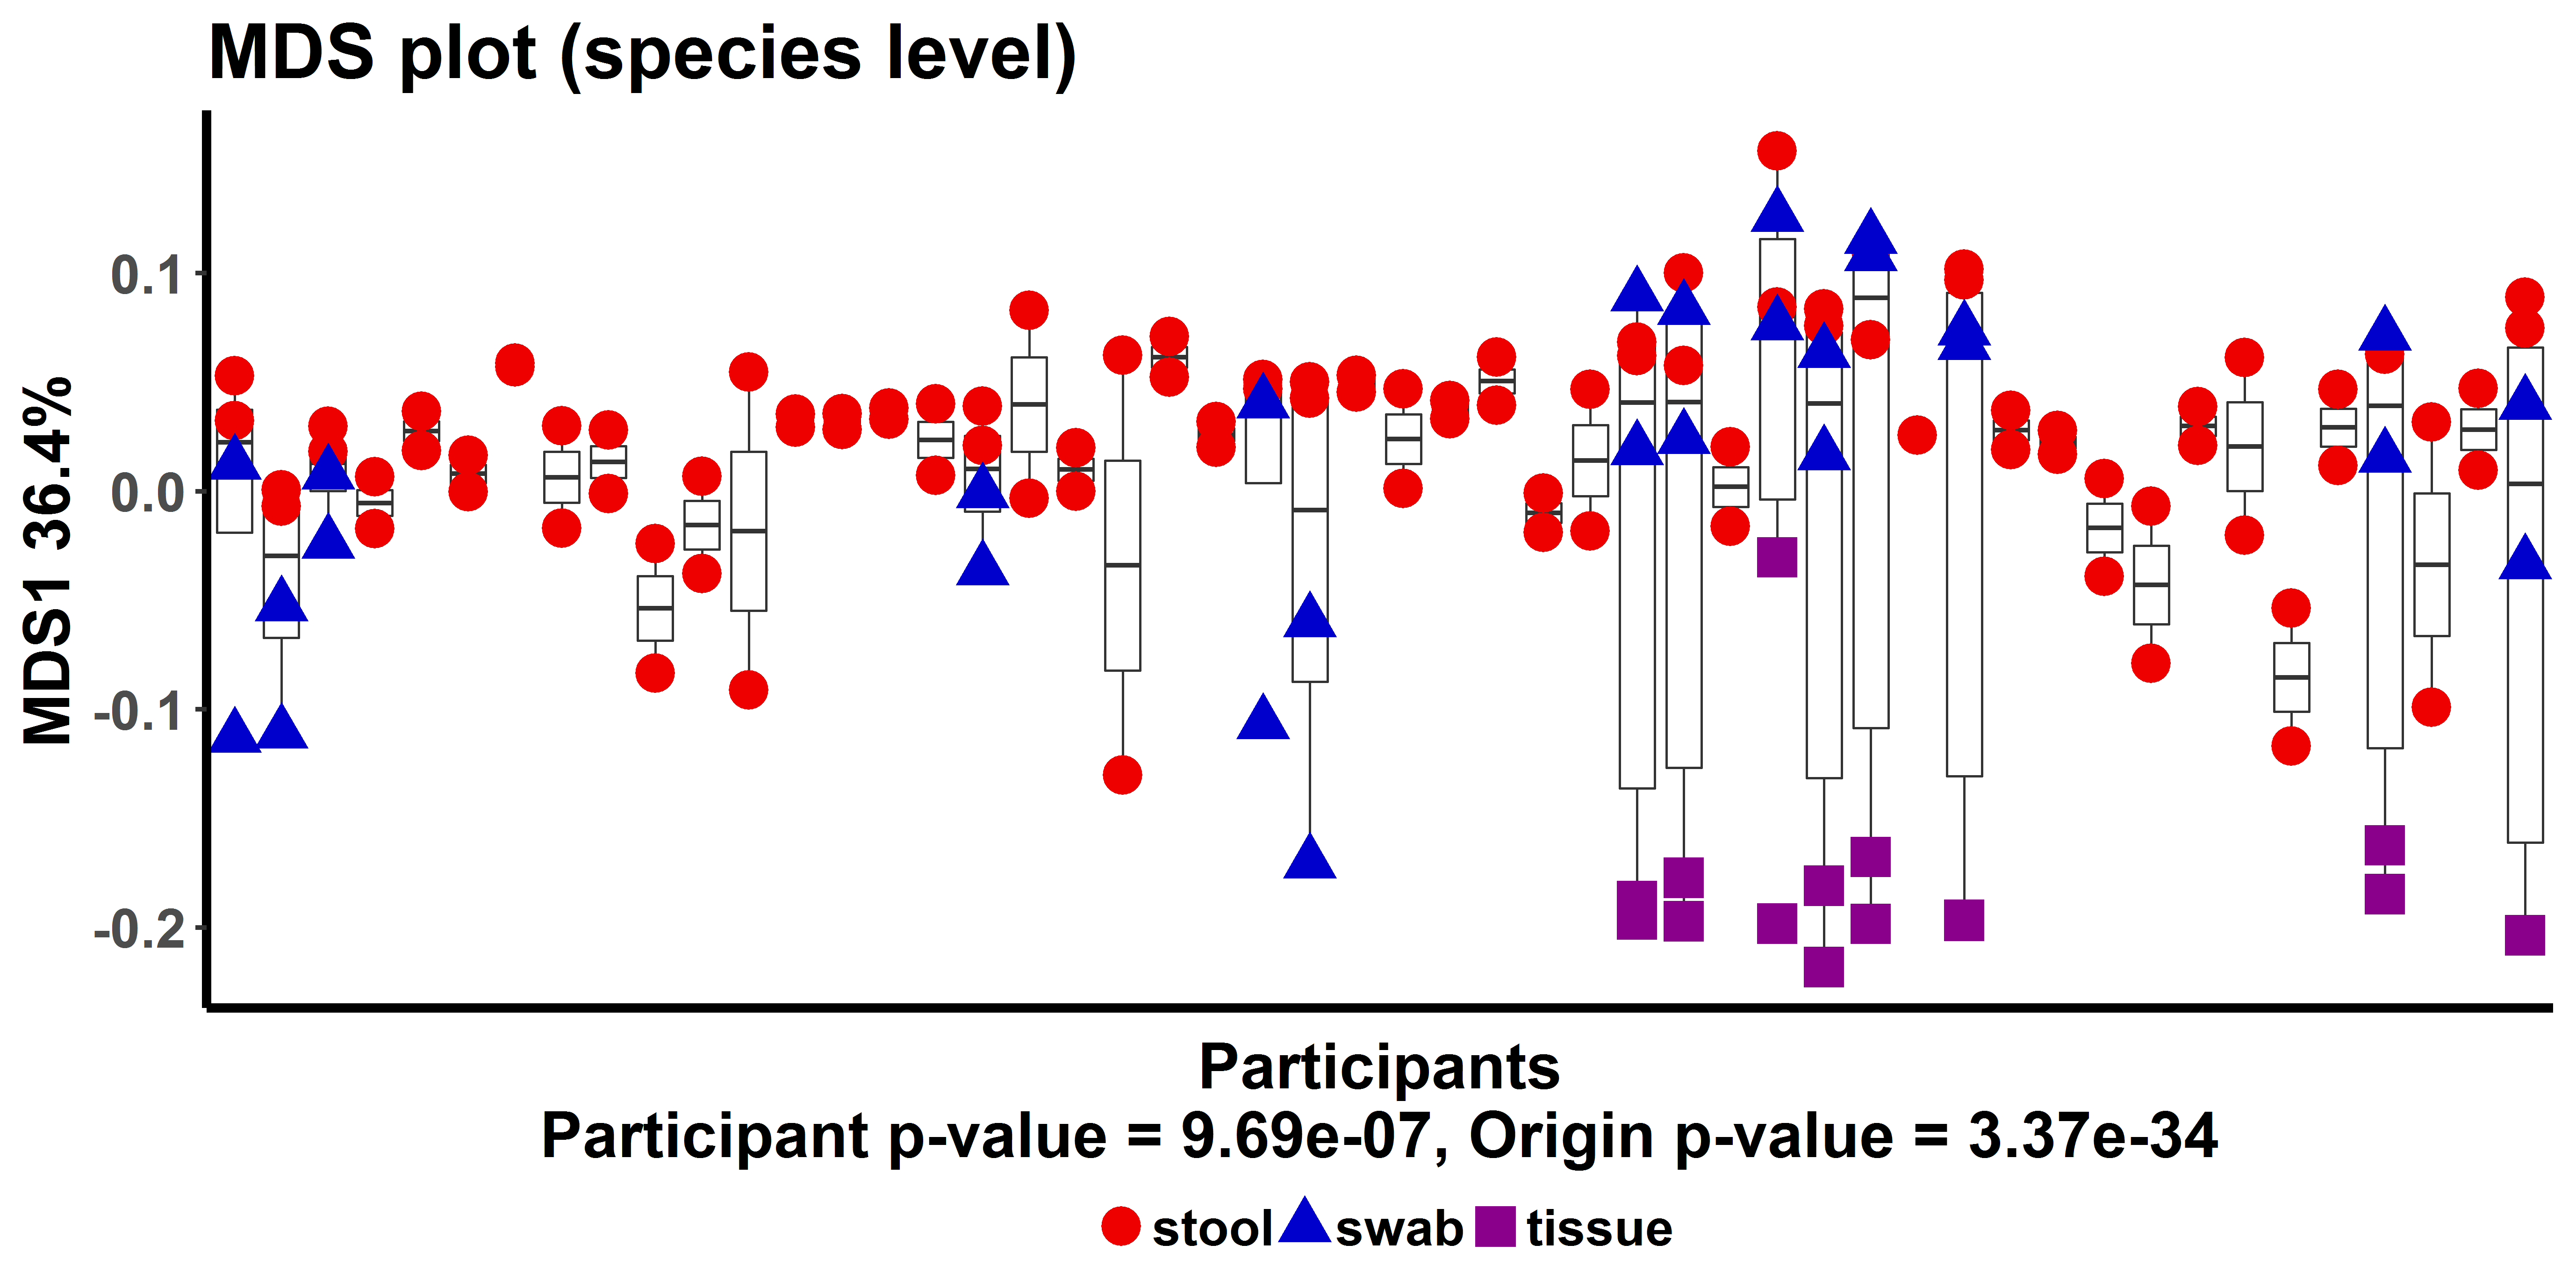 MDS plot (species level)
MDS1 36.4%
0.1
0.0
-0.1
-0.2
Participants
Participant p-value = 9.69e-07, Origin p-value = 3.37e-34
stool swab tissue